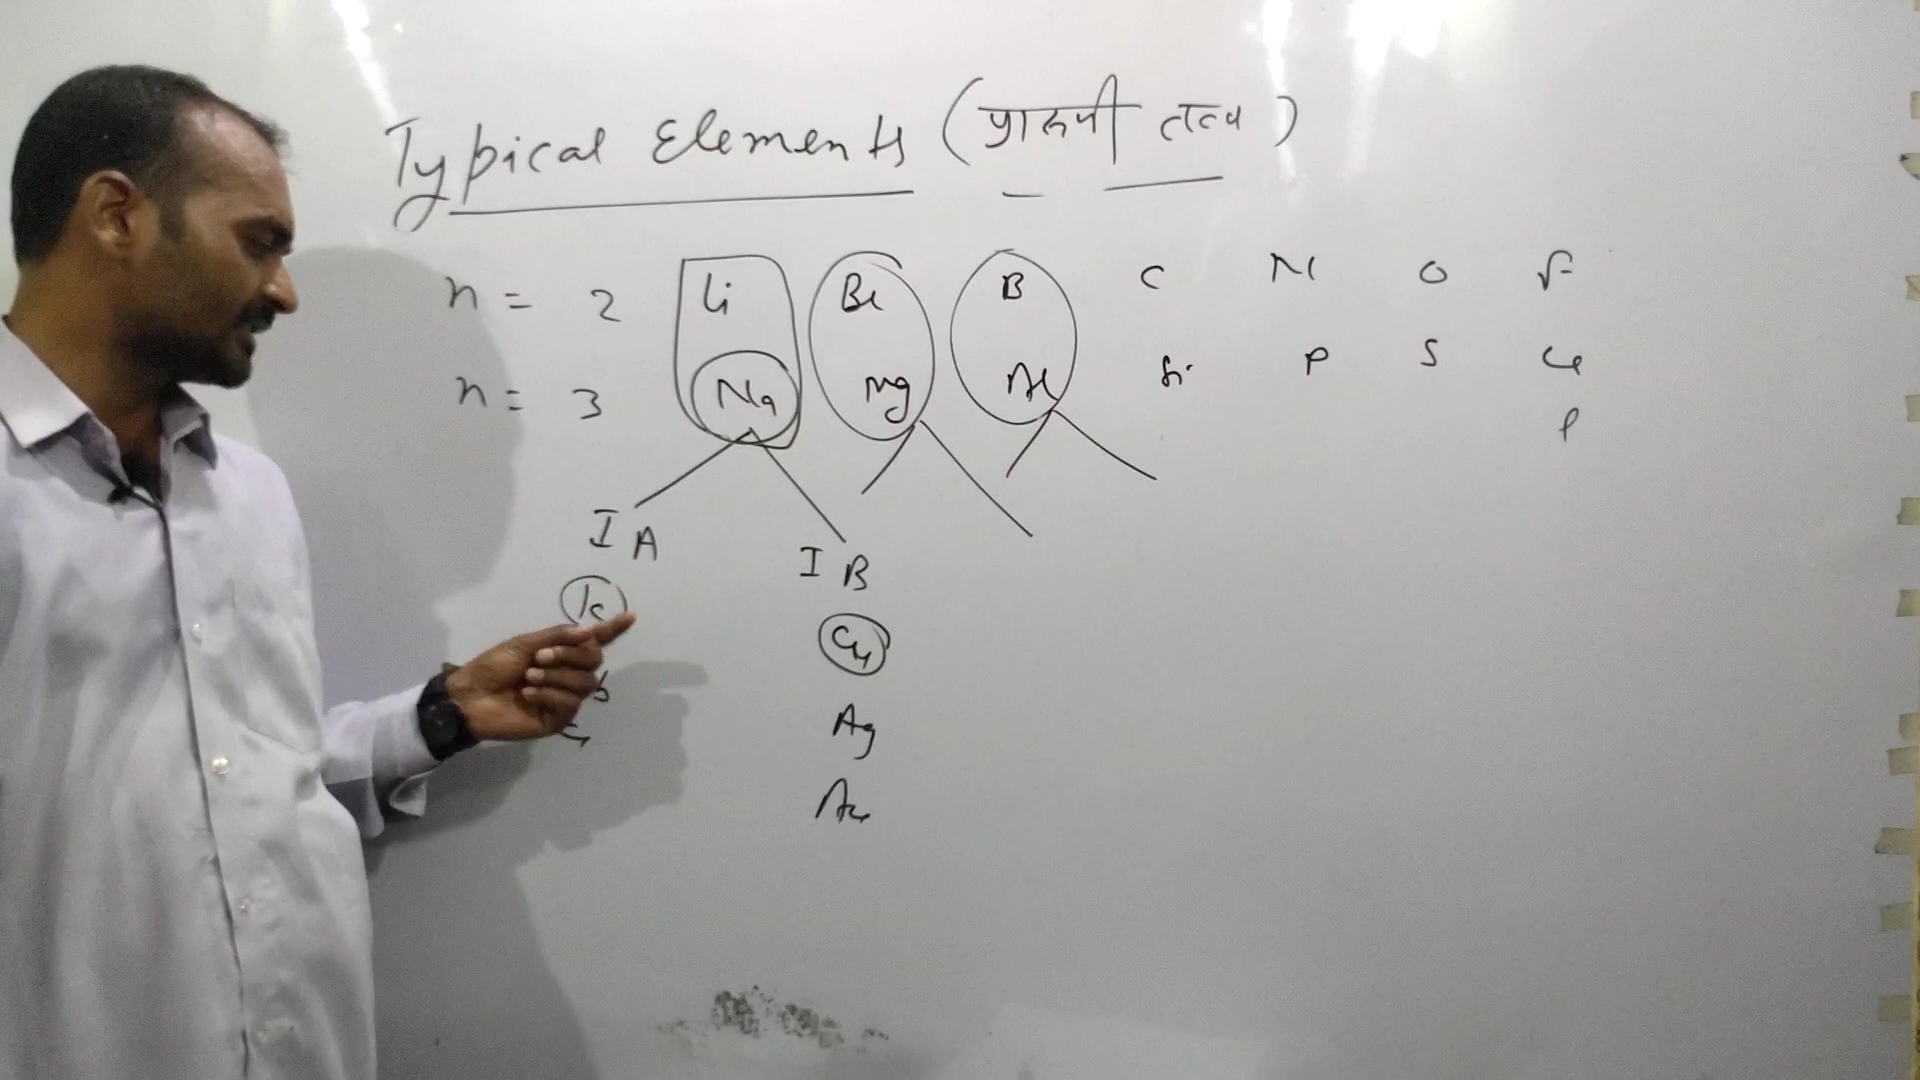 Typical Elements (प्रारूपी तत्व)
n = 2 Li Be B C N O F
n = 3 Na Mg Al Si P S Cl
I A I B
K Cu
b Ag
Au